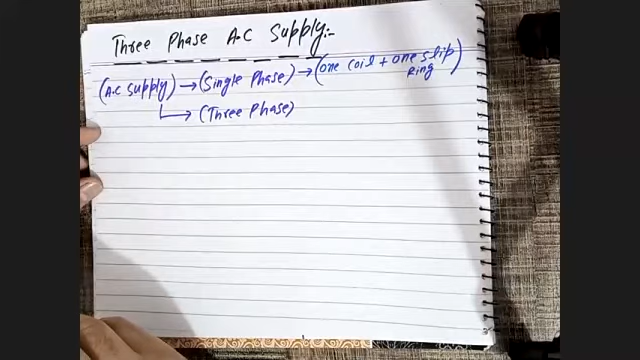 Three Phase A.C Supply:-
(A.C supply) → (Single Phase) → (one coil + one slip Ring)
↳ (Three Phase)